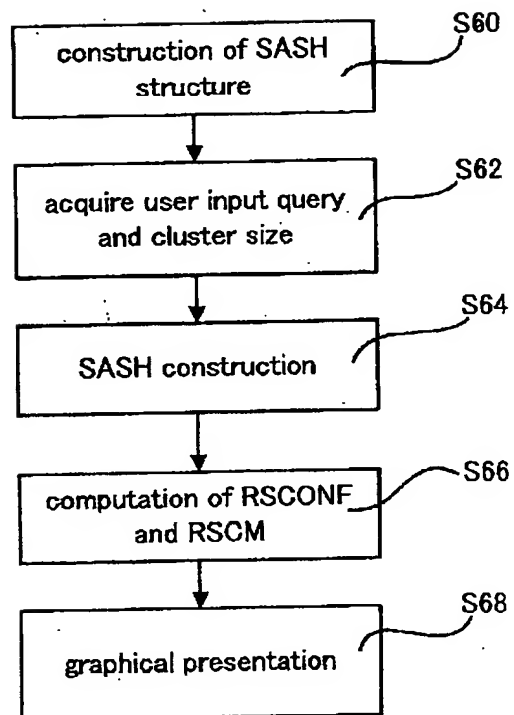 S60
construction of SASH
structure
S62
acquire user input query
and cluster size
S64
SASH construction
S66
computation of RSCONF
and RSCM
S68
graphical presentation